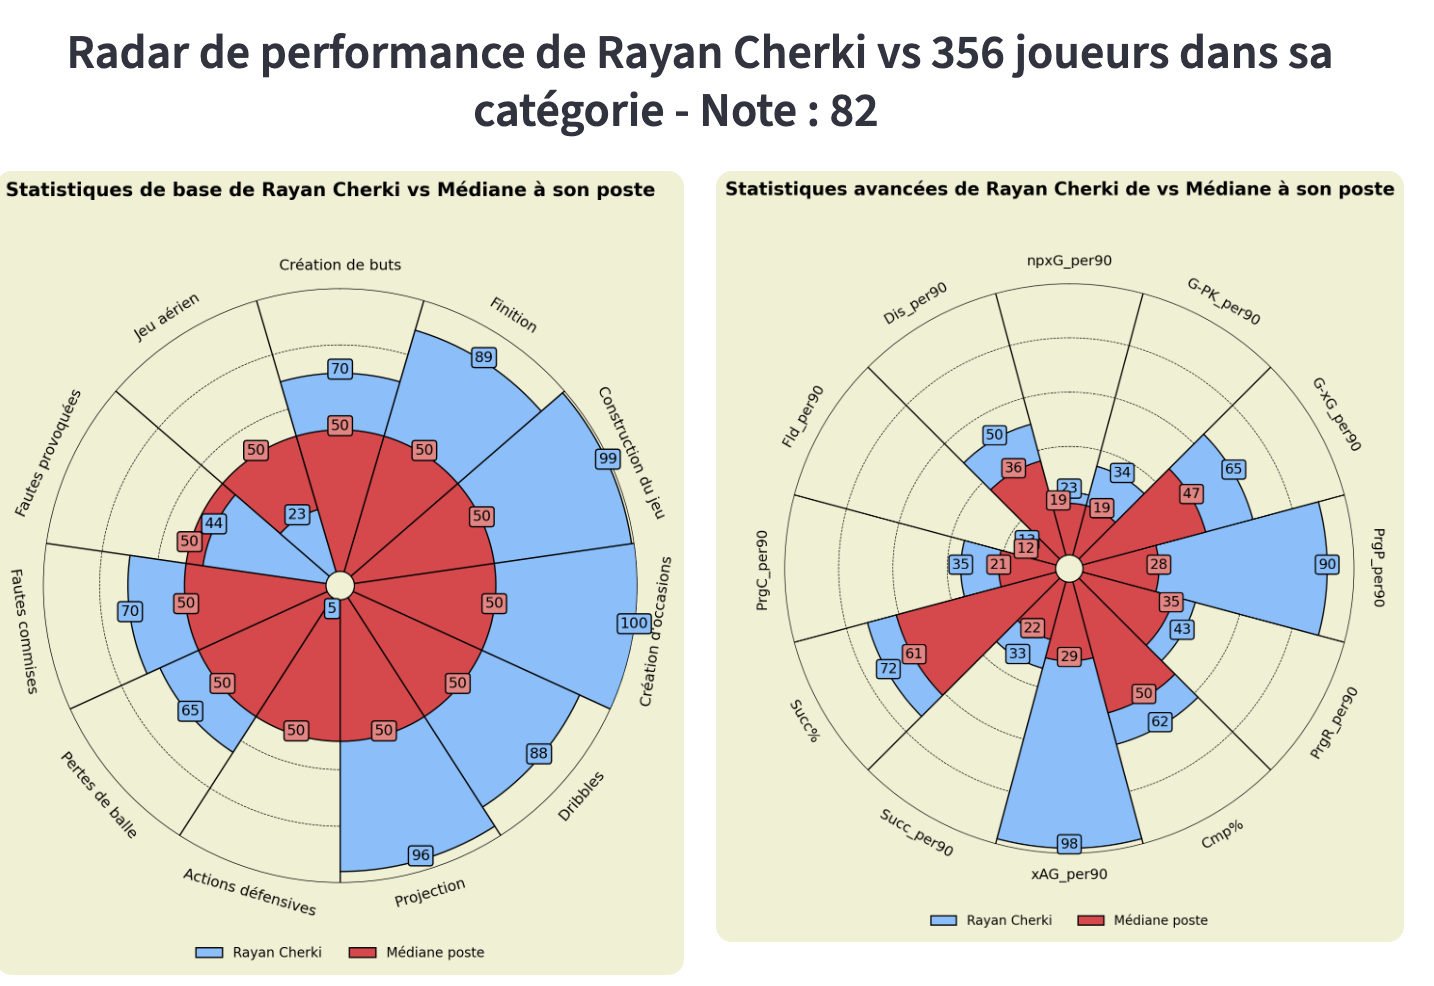 Radar de performance de Rayan Cherki vs 356 joueurs dans sa
catégorie - Note : 82
Statistiques de base de Rayan Cherki vs Médiane à son poste
Création de buts
Finition
Construction du jeu
Création d'occasions
Dribbles
Projection
Actions défensives
Pertes de balle
Fautes commises
Fautes provoquées
Jeu aérien
70
50
89
50
99
50
100
50
88
50
96
50
5
50
65
50
70
50
44
50
23
50
Rayan Cherki
Médiane poste
Statistiques avancées de Rayan Cherki de vs Médiane à son poste
npxG_per90
G-PK_per90
G-xG_per90
PrgP_per90
PrgR_per90
Cmp%
xAG_per90
Succ_per90
Succ%
PrgC_per90
Fld_per90
Dis_per90
23
19
34
19
65
47
90
28
43
35
62
50
98
29
33
22
72
61
35
21
12
50
36
Rayan Cherki
Médiane poste